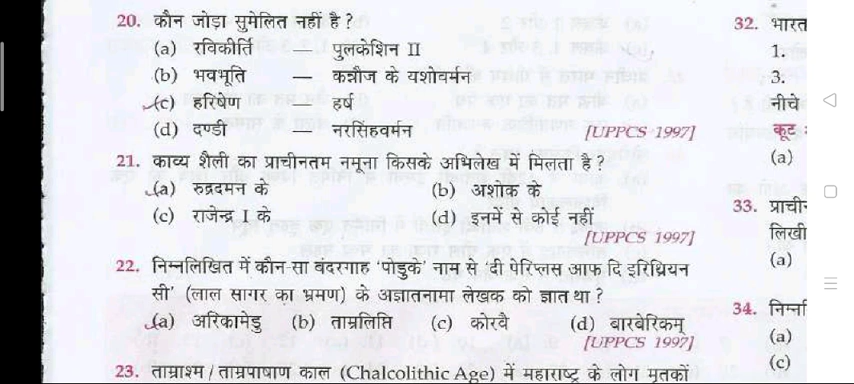 20. कौन जोड़ा सुमेलित नहीं है ?
(a) रविकीर्ति — पुलकेशिन II
(b) भवभूति — कन्नौज के यशोवर्मन
(c) हरिषेण — हर्ष
(d) दण्डी — नरसिंहवर्मन [UPPCS 1997]
21. काव्य शैली का प्राचीनतम नमूना किसके अभिलेख में मिलता है ?
(a) रुद्रदमन के (b) अशोक के
(c) राजेन्द्र I के (d) इनमें से कोई नहीं
[UPPCS 1997]
22. निम्नलिखित में कौन-सा बंदरगाह 'पोडुके' नाम से 'दी पेरिप्लस आफ दि इरिथ्रियन
सी' (लाल सागर का भ्रमण) के अज्ञातनामा लेखक को ज्ञात था ?
(a) अरिकामेडु (b) ताम्रलिप्ति (c) कोरवै (d) बारबेरिकम्
[UPPCS 1997]
23. ताम्राश्म / ताम्रपाषाण काल (Chalcolithic Age) में महाराष्ट्र के लोग मृतकों
32. भारत
1.
3.
नीचे
कूट
(a)
33.
(a)
34.
(a)
(c)